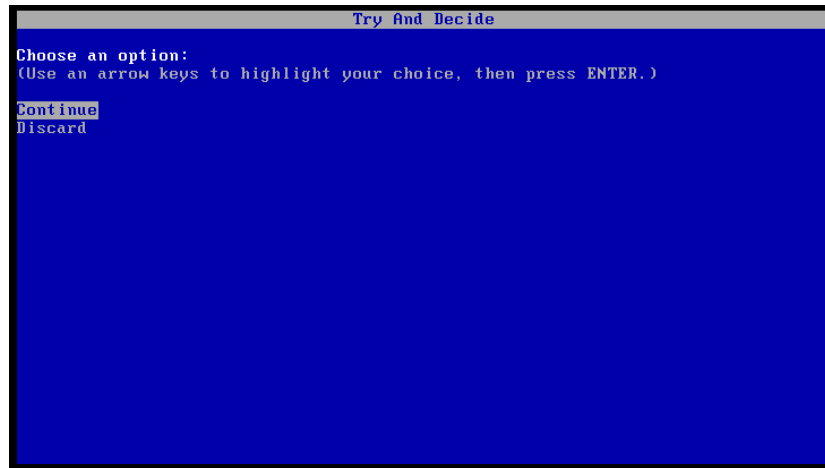 Try And Decide
Choose an option:
(Use an arrow keys to highlight your choice, then press ENTER.)
Continue
Discard